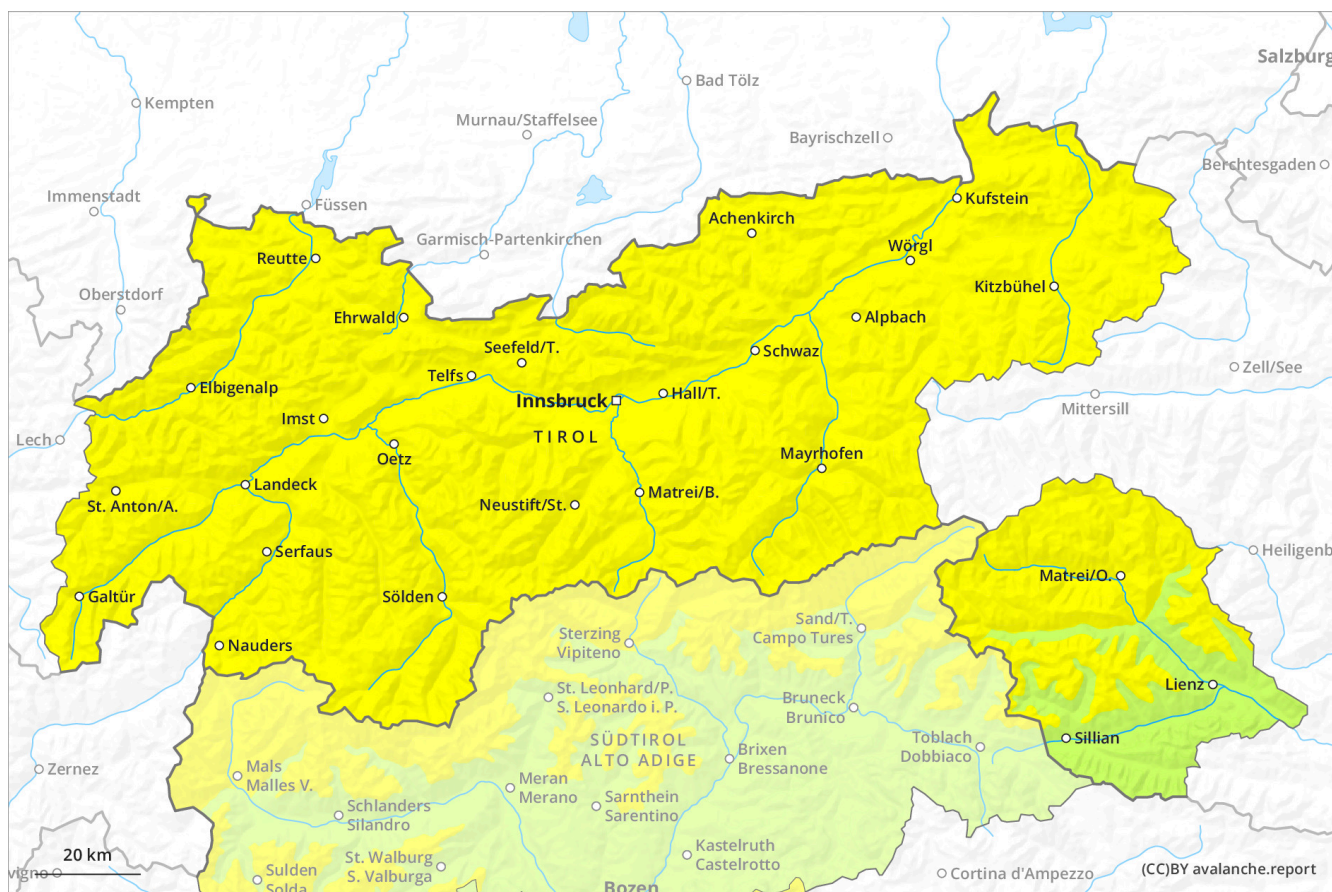 Salzburg
Bad Tölz
Kempten
Murnau/Staffelsee
Bayrischzell
Berchtesgaden
Immenstadt
Füssen
Kufstein
Achenkirch
Garmisch-Partenkirchen
Wörgl
Reutte
Kitzbühel
Oberstdorf
Ehrwald
Alpbach
Seefeld/T.
Schwaz
Zell/See
Telfs
Elbigenalp
Innsbruck
Hall/T.
Mittersill
Imst
TIROL
Lech
Oetz
Mayrhofen
Landeck
Matrei/B.
St. Anton/A.
Neustift/St.
Serfaus
Heiligenb
Matrei/O.
Galtür
Sölden
Sand/T.
Campo Tures
Sterzing
Vipiteno
Nauders
Lienz
St. Leonhard/P.
S. Leonardo i. P.
Bruneck
Brunico
Sillian
SÜDTIROL
ALTO ADIGE
Toblach
Dobbiaco
Brixen
Bressanone
Zernez
Mals
Malles V.
Meran
Merano
Sarnthein
Sarentino
Schlanders
Silandro
20 km
St. Walburg
S. Valburga
Kastelruth
Castelrotto
vigno
Sulden
Solda
Cortina d'Ampezzo
(CC)BY avalanche.report
Bozen